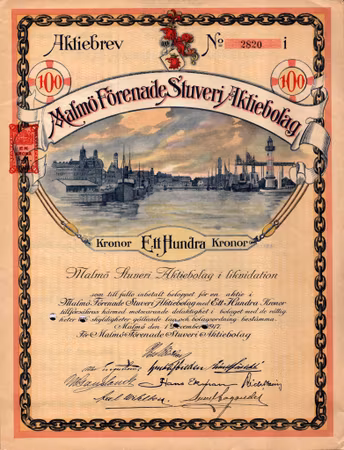 Aktiebrev
No 2820 i
100
100
Malmö Förenade Stuveri Aktiebolag
Kronor Ett Hundra Kronor
Malmö Stuveri Aktiebolag i likvidation
som till fullo inbetalt beloppet för en aktie i
Malmö Förenade Stuveri Aktiebolag med Ett Hundra Kronor
tillförsäkras härmed motsvarande delaktighet i bolaget med de rättig
heter och skyldigheter gällande lag och bolagsordning bestämma.
Malmö den 1 December 1917.
För Malmö Förenade Stuveri Aktiebolag